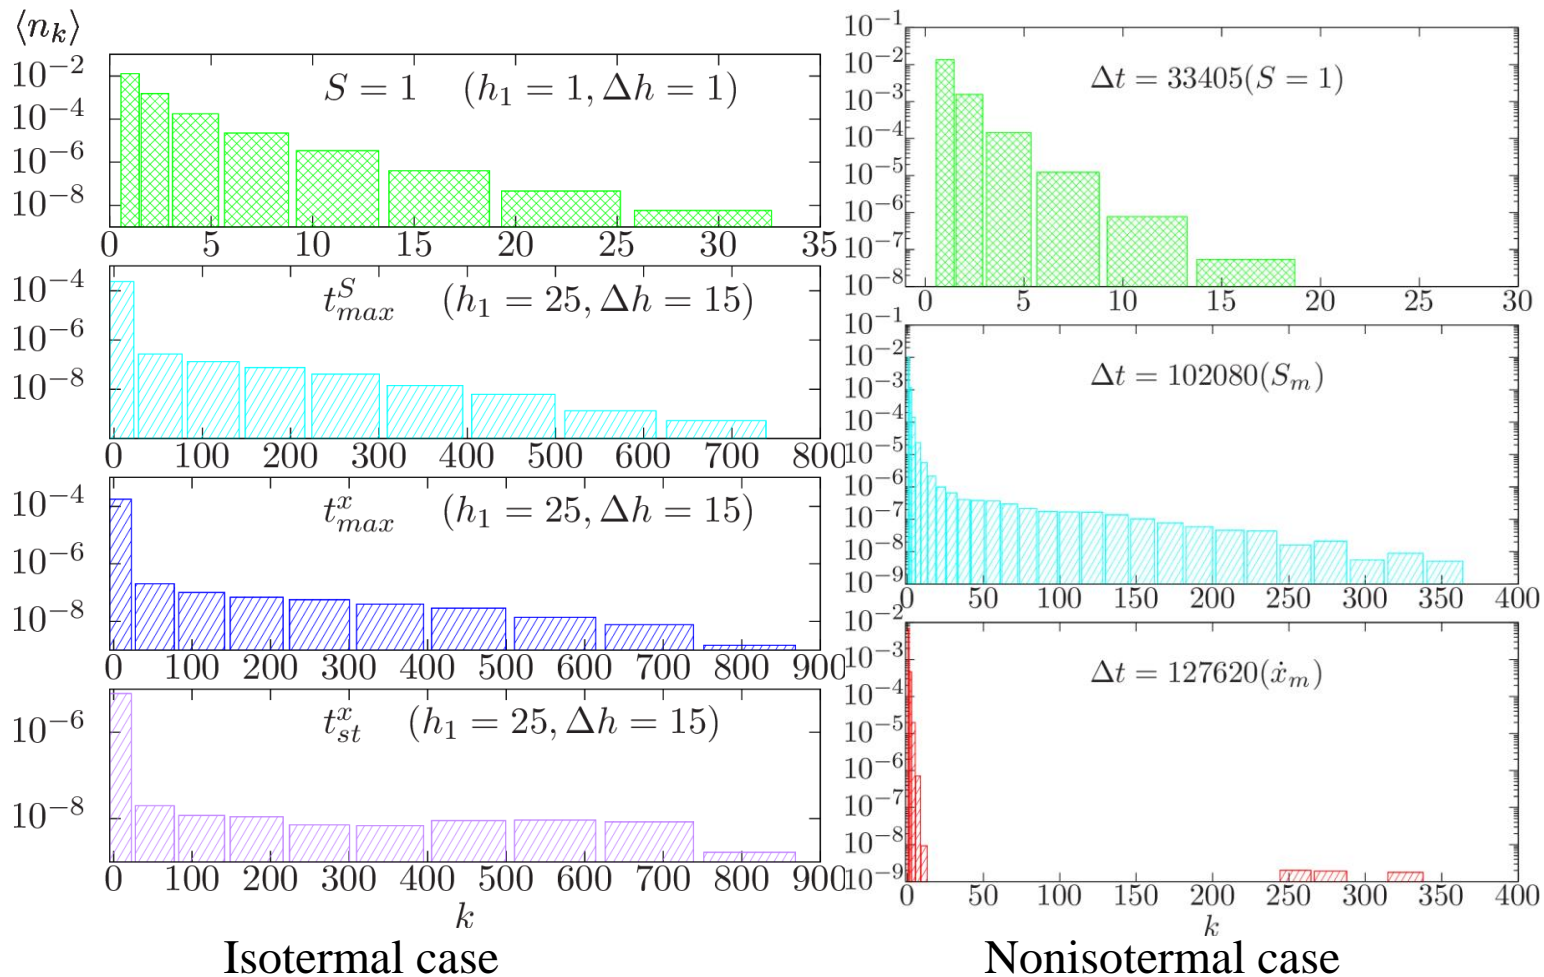 ⟨n_k⟩
10^−2
10^−4
10^−6
10^−8
S = 1 (h_1 = 1, Δh = 1)
0 5 10 15 20 25 30 35
10^−4
10^−6
10^−8
t^S_{max} (h_1 = 25, Δh = 15)
0 100 200 300 400 500 600 700 800
10^−4
10^−6
10^−8
t^x_{max} (h_1 = 25, Δh = 15)
0 100 200 300 400 500 600 700 800 900
10^−6
10^−8
t^x_{st} (h_1 = 25, Δh = 15)
0 100 200 300 400 500 600 700 800 900
k
Isotermal case
10^−1
10^−2
10^−3
10^−4
10^−5
10^−6
10^−7
10^−8
Δt = 33405(S = 1)
0 5 10 15 20 25 30
10^−1
10^−2
10^−3
10^−4
10^−5
10^−6
10^−7
10^−8
10^−9
Δt = 102080(S_m)
0 50 100 150 200 250 300 350 400
10^−2
10^−3
10^−4
10^−5
10^−6
10^−7
10^−8
10^−9
Δt = 127620(ẋ_m)
0 50 100 150 200 250 300 350 400
k
Nonisotermal case